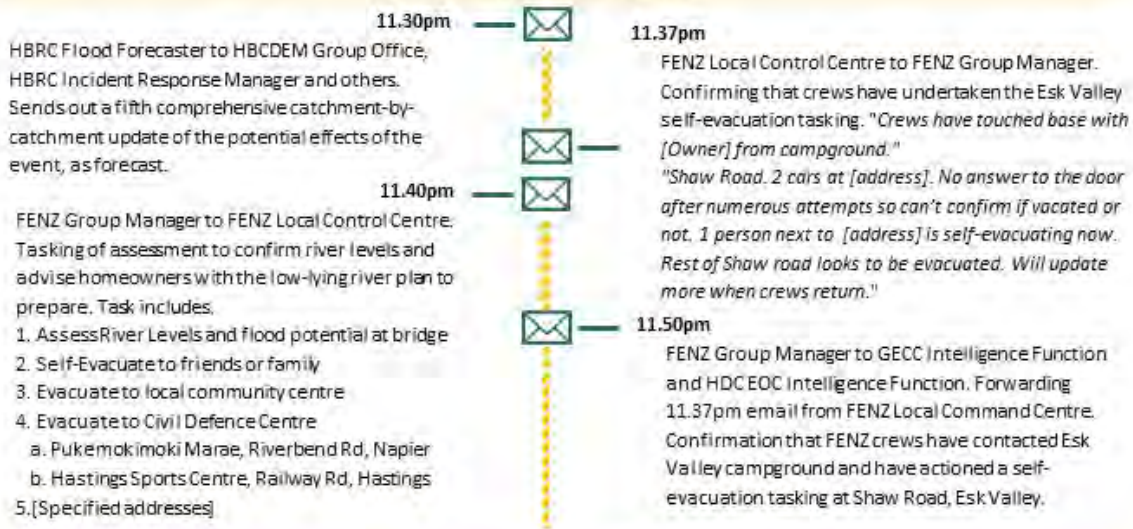 11.30pm
HBRC Flood Forecaster to HBCDEM Group Office,
HBRC Incident Response Manager and others.
Sends out a fifth comprehensive catchment-by-
catchment update of the potential effects of the
event, as forecast.
11.37pm
FENZ Local Control Centre to FENZ Group Manager.
Confirming that crews have undertaken the Esk Valley
self-evacuation tasking. "Crews have touched base with
[Owner] from campground."
"Shaw Road. 2 cars at [address]. No answer to the door
after numerous attempts so can't confirm if vacated or
not. 1 person next to [address] is self-evacuating now.
Rest of Shaw road looks to be evacuated. Will update
more when crews return."
11.40pm
FENZ Group Manager to FENZ Local Control Centre.
Tasking of assessment to confirm river levels and
advise homeowners with the low-lying river plan to
prepare. Task includes.
1. Assess River Levels and flood potential at bridge
2. Self-Evacuate to friends or family
3. Evacuate to local community centre
4. Evacuate to Civil Defence Centre
a. Pukemokimoki Marae, Riverbend Rd, Napier
b. Hastings Sports Centre, Railway Rd, Hastings
5.[Specified addresses]
11.50pm
FENZ Group Manager to GECC Intelligence Function
and HDC EOC Intelligence Function. Forwarding
11.37pm email from FENZ Local Command Centre.
Confirmation that FENZ crews have contacted Esk
Valley campground and have actioned a self-
evacuation tasking at Shaw Road, Esk Valley.